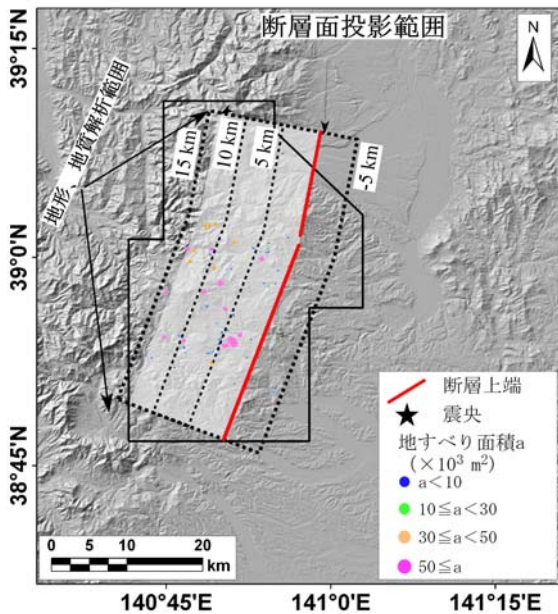 断層面投影範囲
N
39°15'N
地形、地質解析範囲
15 km
10 km
5 km
-5 km
39°0'N
38°45'N
断層上端
震央
地すべり面積a
(×10³ m²)
a<10
10≦a<30
30≦a<50
50≦a
0 5 10 20
km
140°45'E
141°0'E
141°15'E